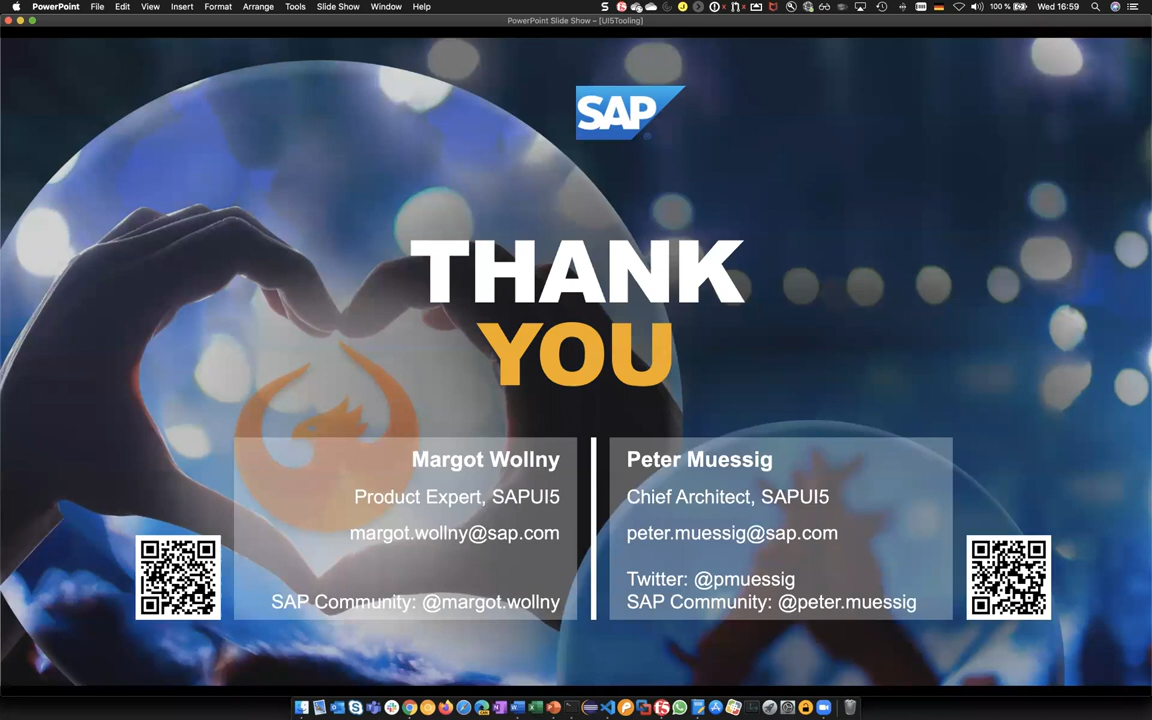 PowerPoint File Edit View Insert Format Arrange Tools Slide Show Window Help 100 % Wed 16:59
PowerPoint Slide Show – [UI5Tooling]
SAP
THANK
YOU
Margot Wollny
Product Expert, SAPUI5
margot.wollny@sap.com
SAP Community: @margot.wollny
Peter Muessig
Chief Architect, SAPUI5
peter.muessig@sap.com
Twitter: @pmuessig
SAP Community: @peter.muessig